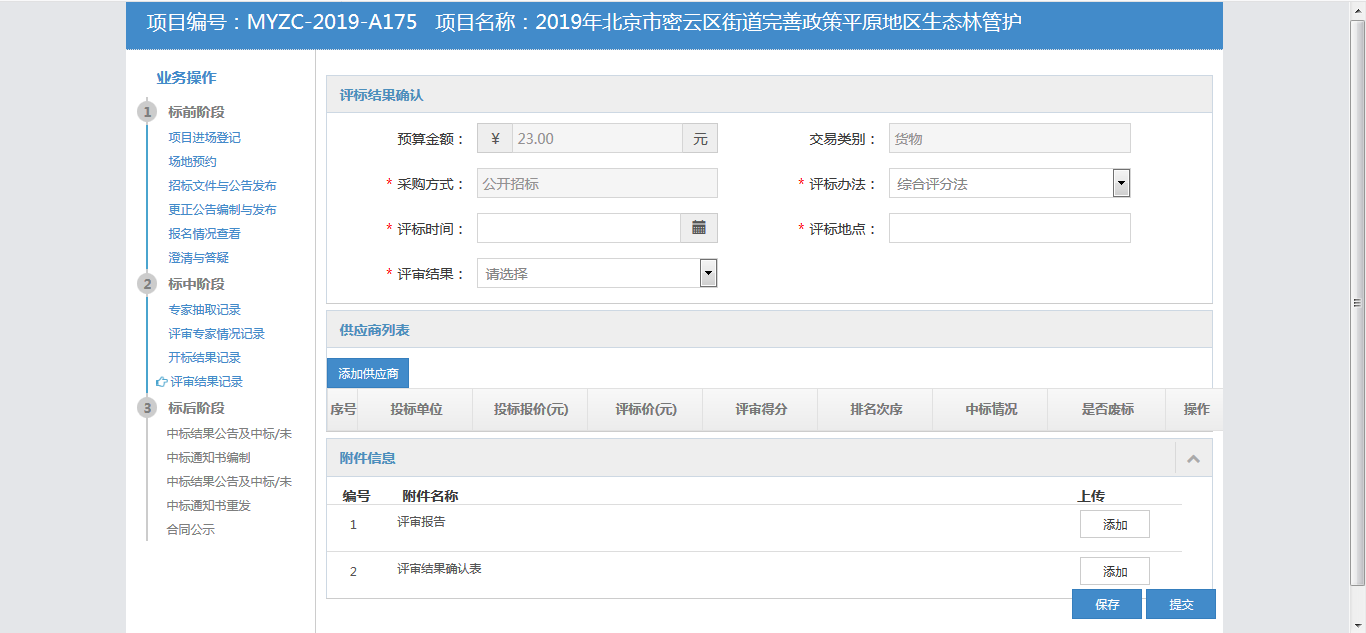 项目编号：MYZC-2019-A175 项目名称：2019年北京市密云区街道完善政策平原地区生态林管护
业务操作
1 标前阶段
项目进场登记
场地预约
招标文件与公告发布
更正公告编制与发布
报名情况查看
澄清与答疑
2 标中阶段
专家抽取记录
评审专家情况记录
开标结果记录
评审结果记录
3 标后阶段
中标结果公告及中标/未
中标通知书编制
中标结果公告及中标/未
中标通知书重发
合同公示
评标结果确认
预算金额： ¥ 23.00 元 交易类别： 货物
* 采购方式： 公开招标 * 评标办法： 综合评分法
* 评标时间： * 评标地点：
* 评审结果： 请选择
供应商列表
添加供应商
序号 投标单位 投标报价(元) 评标价(元) 评审得分 排名次序 中标情况 是否废标 操作
附件信息
编号 附件名称 上传
1 评审报告 添加
2 评审结果确认表 添加
保存 提交